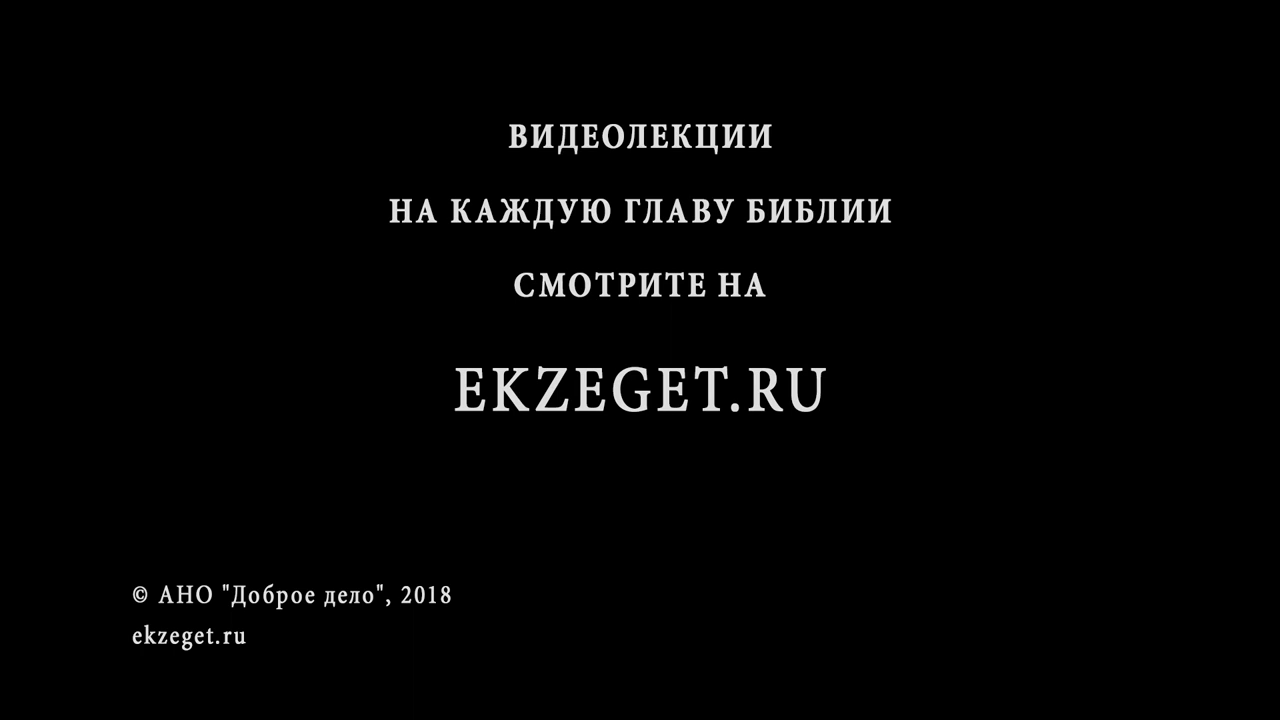 ВИДЕОЛЕКЦИИ
НА КАЖДУЮ ГЛАВУ БИБЛИИ
СМОТРИТЕ НА
EKZEGET.RU
© АНО "Доброе дело", 2018
ekzeget.ru